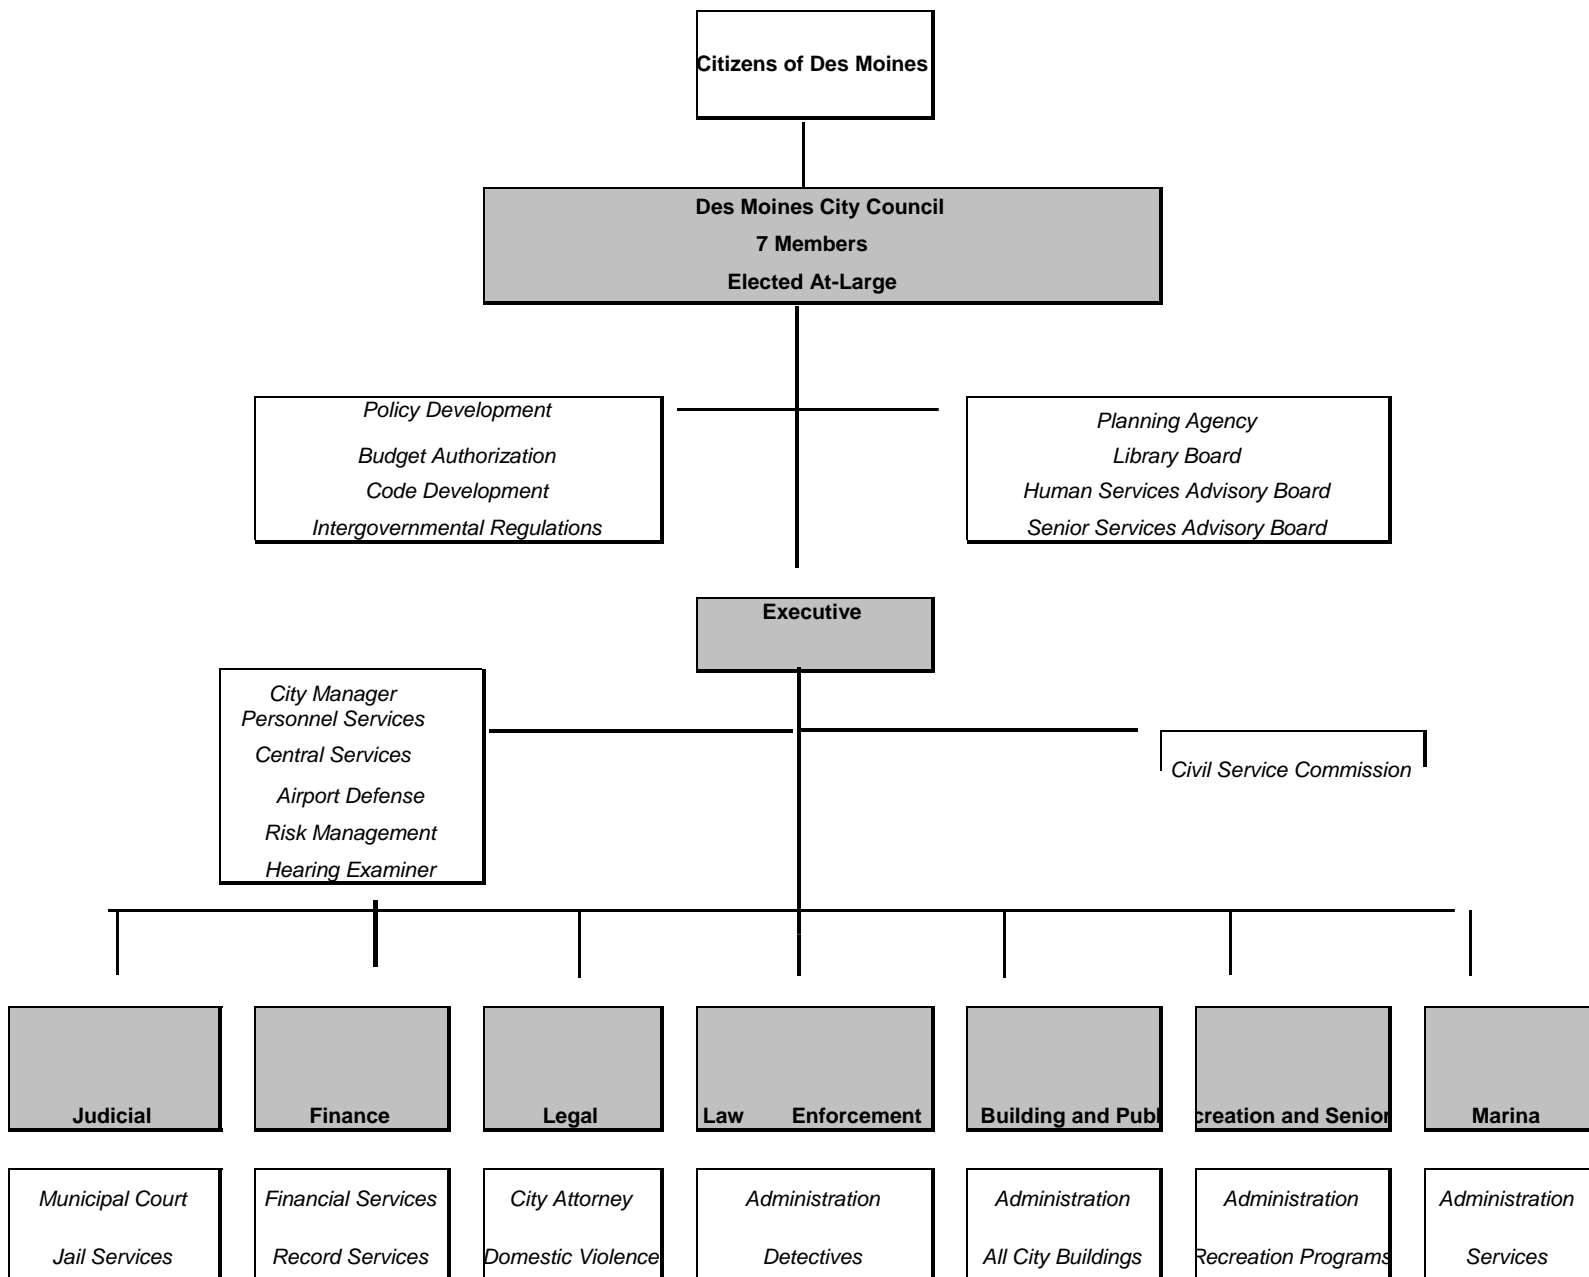 Citizens of Des Moines
Des Moines City Council
7 Members
Elected At-Large
Policy Development
Budget Authorization
Code Development
Intergovernmental Regulations
Planning Agency
Library Board
Human Services Advisory Board
Senior Services Advisory Board
Executive
City Manager
Personnel Services
Central Services
Airport Defense
Risk Management
Hearing Examiner
Civil Service Commission
Judicial
Finance
Legal
Law Enforcement
Building and Publ
creation and Senior
Marina
Municipal Court
Jail Services
Financial Services
Record Services
City Attorney
Domestic Violence
Administration
Detectives
Administration
All City Buildings
Administration
Recreation Programs
Administration
Services